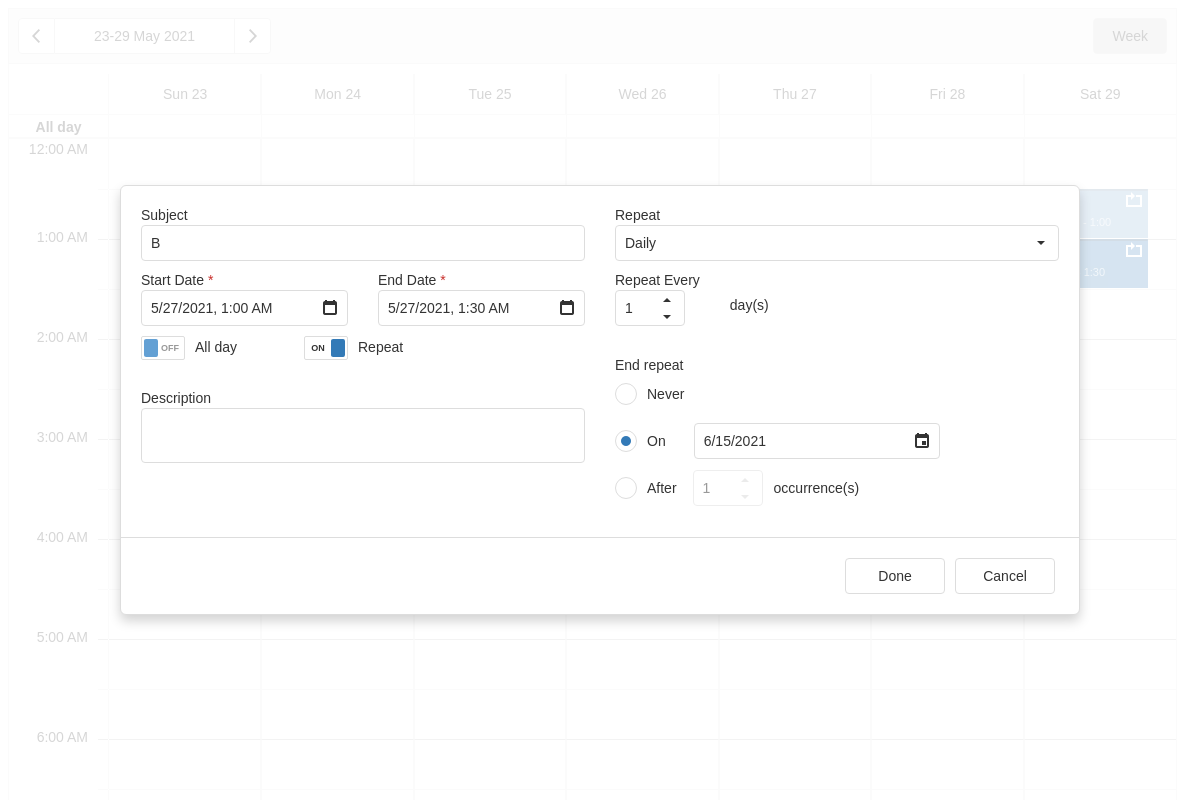 23-29 May 2021
Week
Sun 23
Mon 24
Tue 25
Wed 26
Thu 27
Fri 28
Sat 29
All day
12:00 AM
1:00 AM
2:00 AM
3:00 AM
4:00 AM
5:00 AM
6:00 AM
- 1:00
1:30
Subject
B
Start Date *
End Date *
5/27/2021, 1:00 AM
5/27/2021, 1:30 AM
OFF All day
ON Repeat
Description
Repeat
Daily
Repeat Every
1 day(s)
End repeat
Never
On 6/15/2021
After 1 occurrence(s)
Done
Cancel